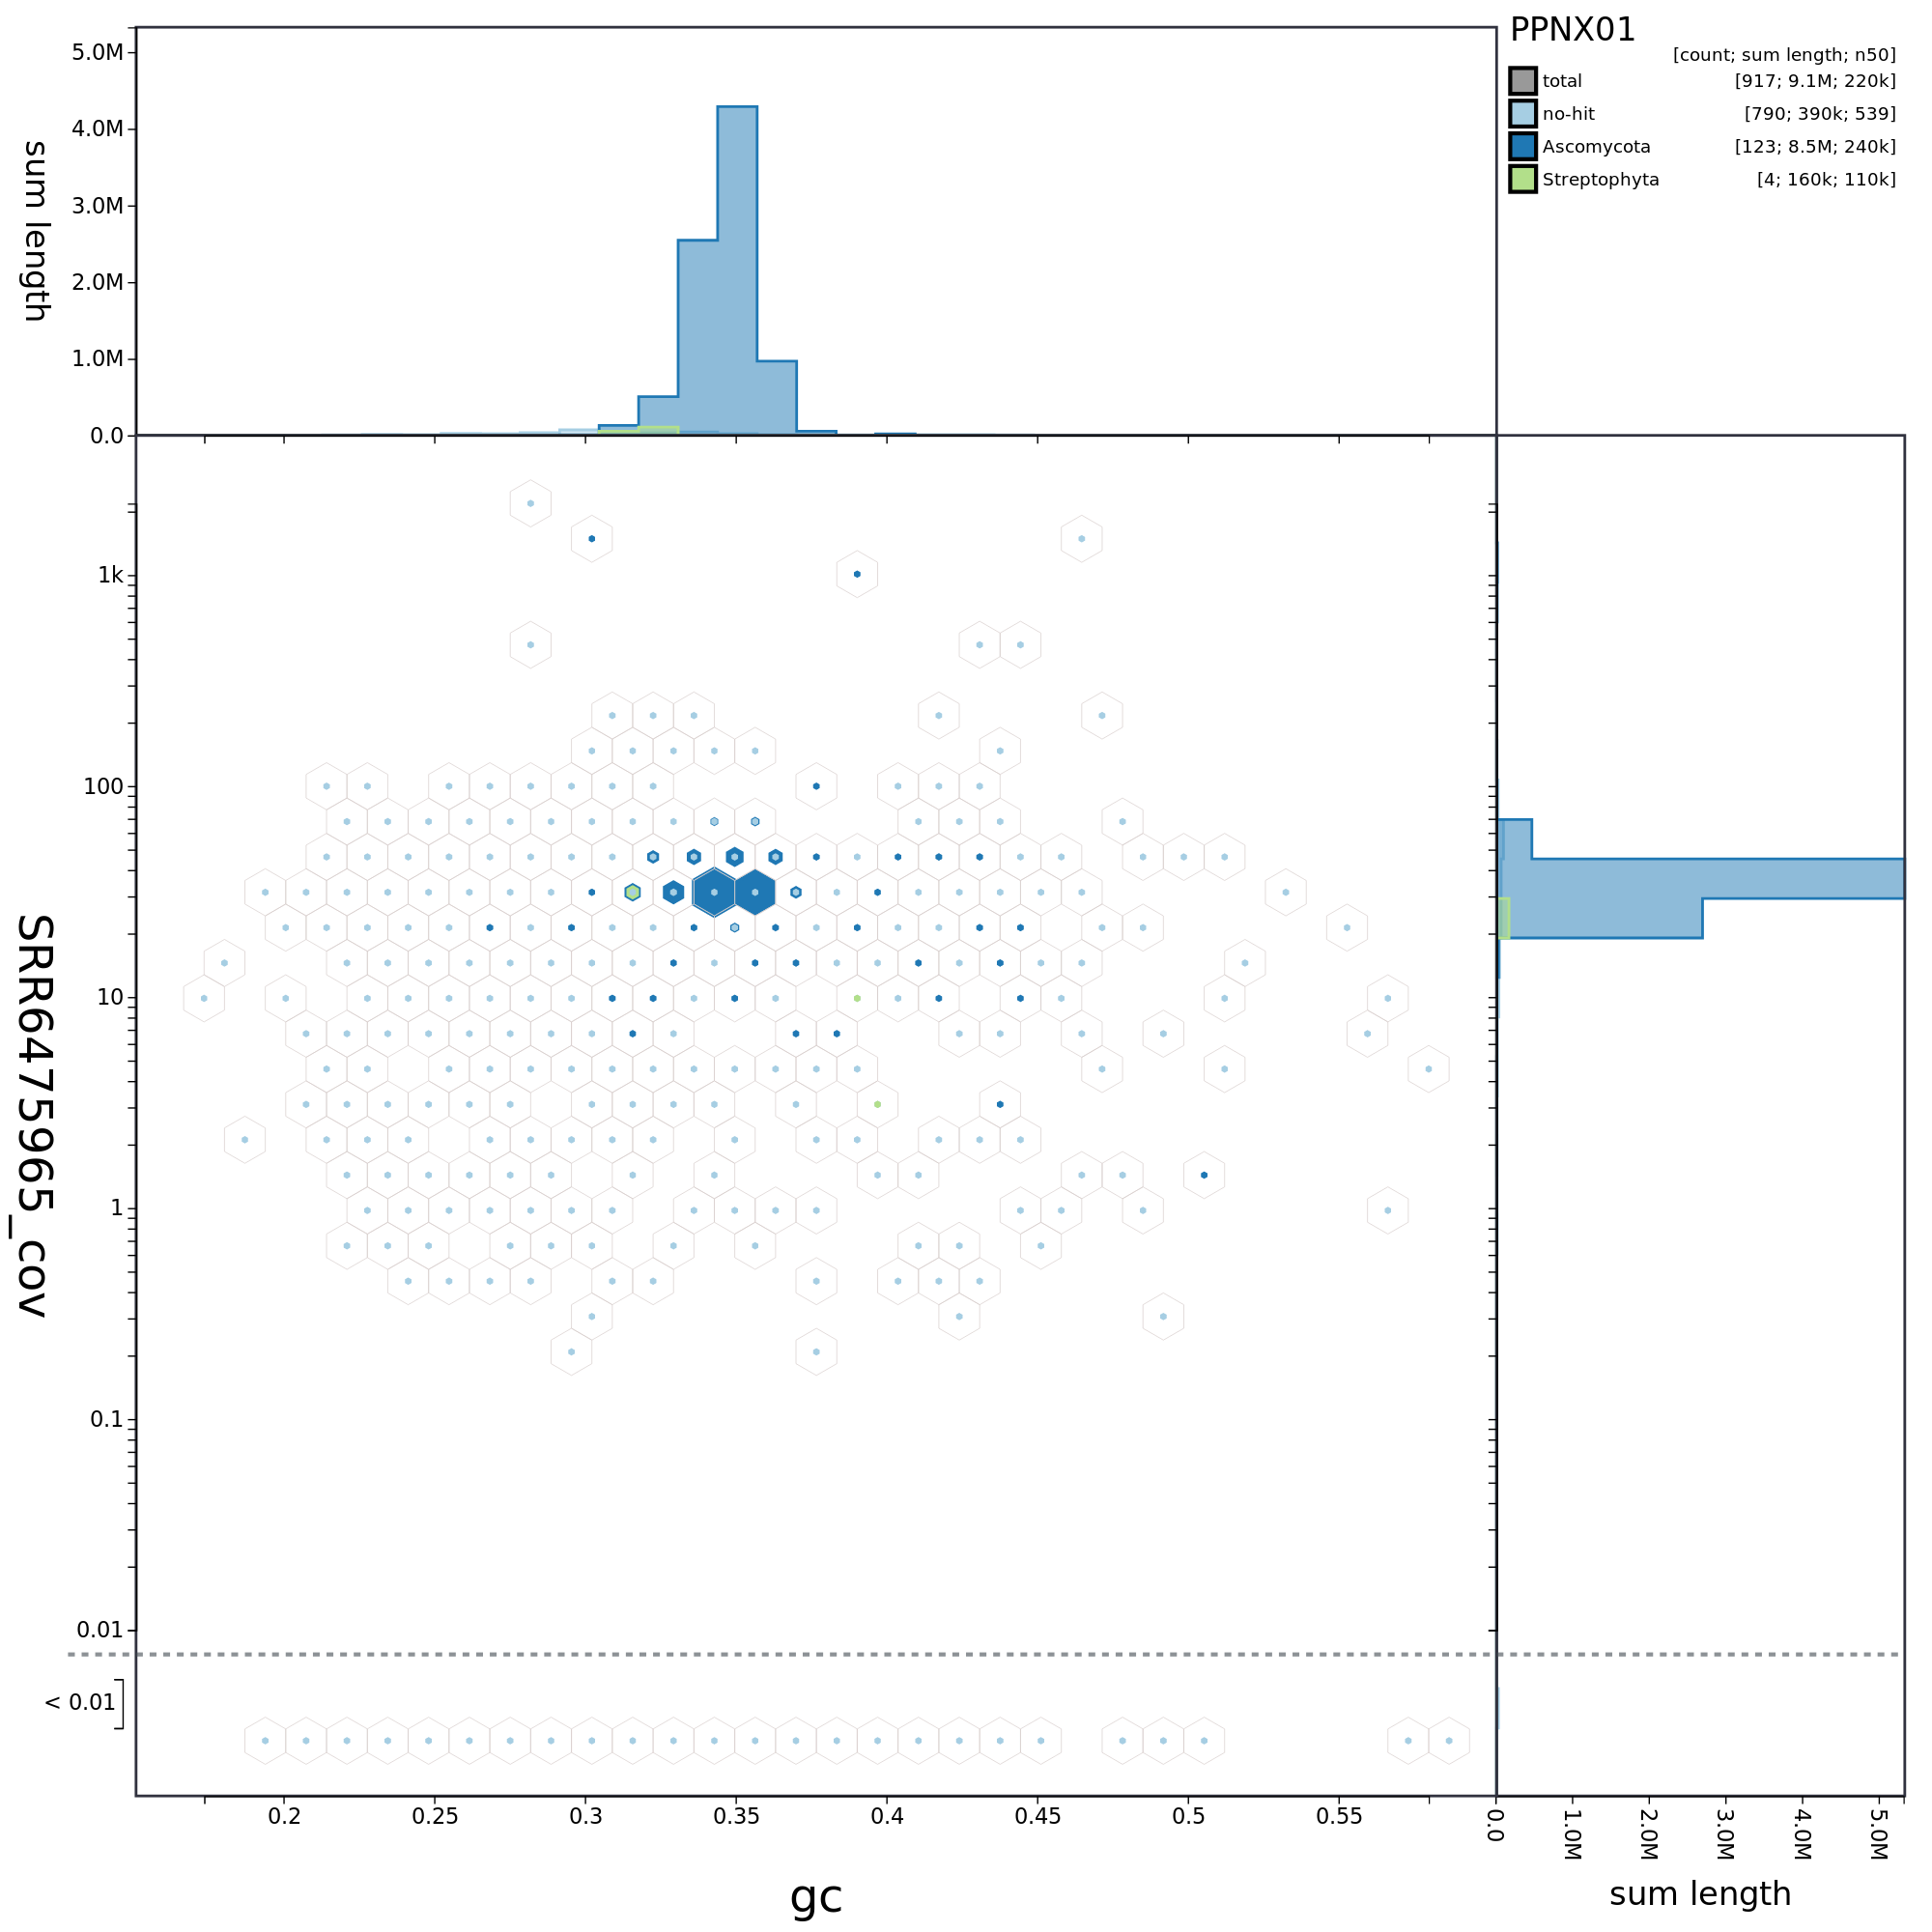 PPNX01
[count; sum length; n50]
total [917; 9.1M; 220k]
no-hit [790; 390k; 539]
Ascomycota [123; 8.5M; 240k]
Streptophyta [4; 160k; 110k]
sum length
5.0M
4.0M
3.0M
2.0M
1.0M
0.0
SRR6475965_cov
1k
100
10
1
0.1
0.01
< 0.01
0.2 0.25 0.3 0.35 0.4 0.45 0.5 0.55
gc
0.0 1.0M 2.0M 3.0M 4.0M 5.0M
sum length